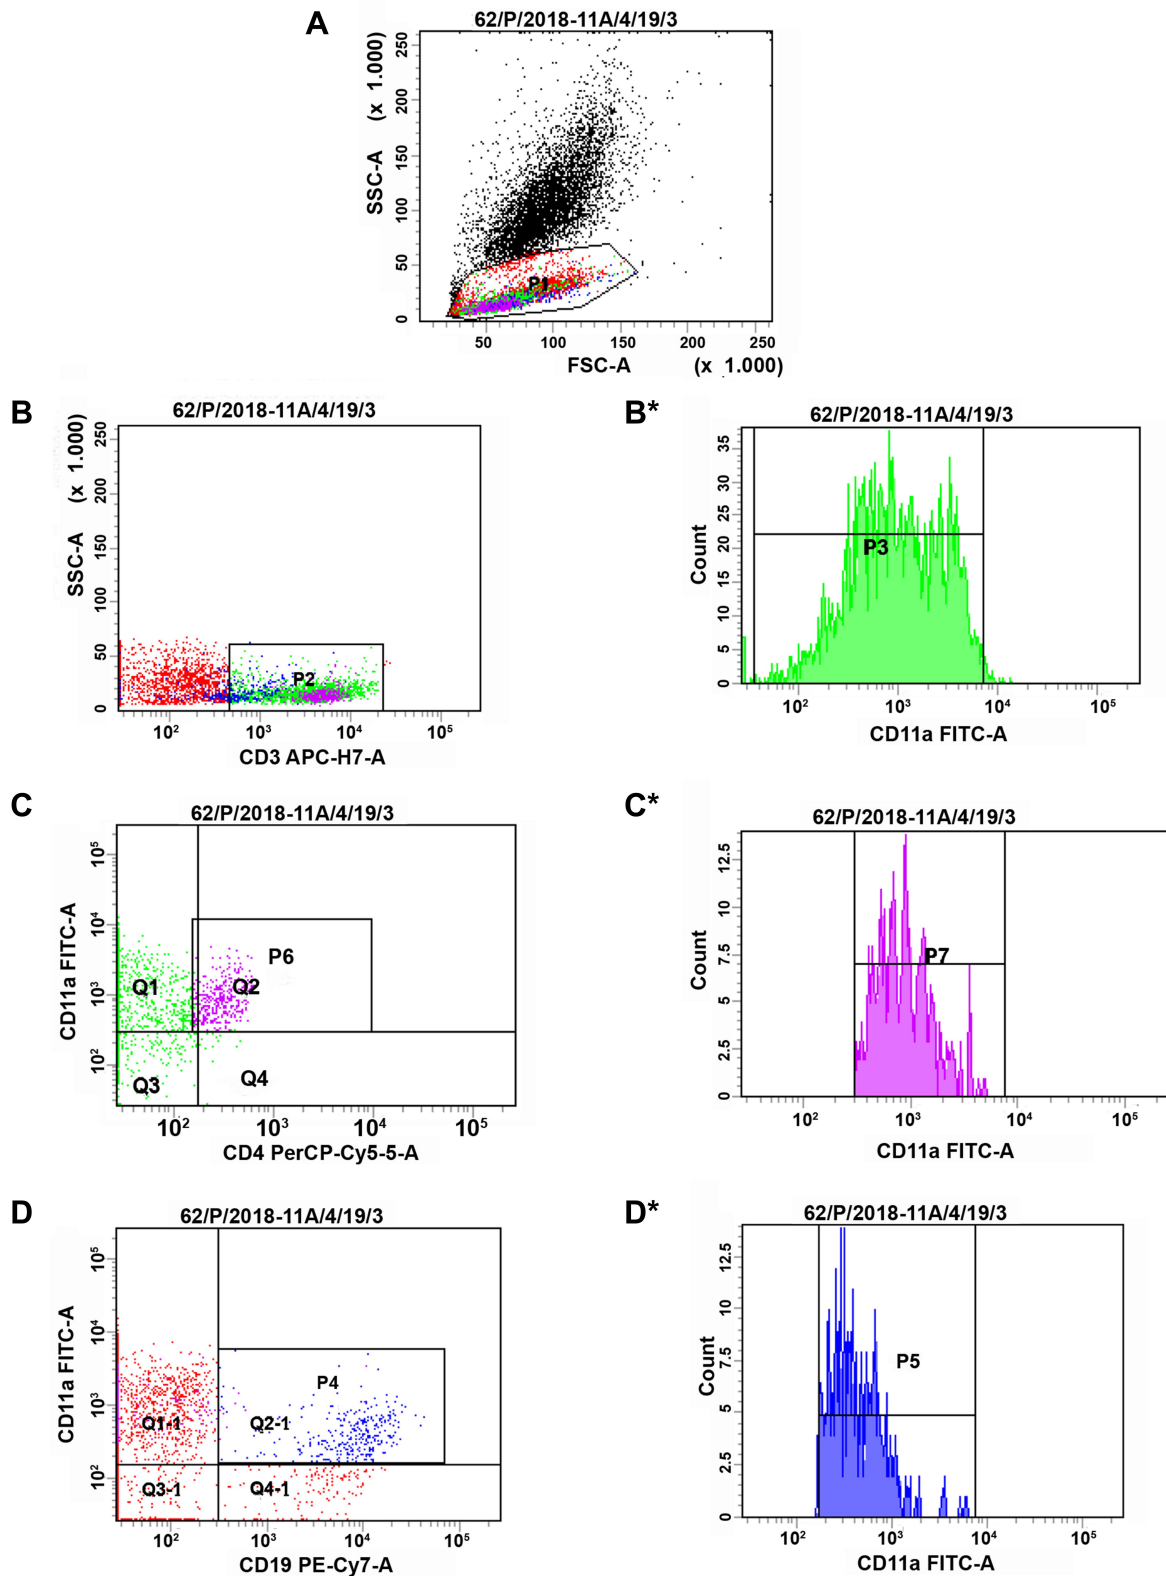 A
62/P/2018-11A/4/19/3
SSC-A (x 1.000)
250
200
150
100
50
0
P1
50 100 150 200 250
FSC-A (x 1.000)
B
62/P/2018-11A/4/19/3
SSC-A (x 1.000)
250
200
150
100
50
0
P2
10² 10³ 10⁴ 10⁵
CD3 APC-H7-A
B*
62/P/2018-11A/4/19/3
Count
35
30
25
20
15
10
5
0
P3
10² 10³ 10⁴ 10⁵
CD11a FITC-A
C
62/P/2018-11A/4/19/3
CD11a FITC-A
10⁵
10⁴
10³
10²
P6
Q1 Q2
Q3 Q4
10² 10³ 10⁴ 10⁵
CD4 PerCP-Cy5-5-A
C*
62/P/2018-11A/4/19/3
Count
12.5
10
7.5
5
2.5
0
P7
10² 10³ 10⁴ 10⁵
CD11a FITC-A
D
62/P/2018-11A/4/19/3
CD11a FITC-A
10⁵
10⁴
10³
10²
P4
Q1-1 Q2-1
Q3-1 Q4-1
10² 10³ 10⁴ 10⁵
CD19 PE-Cy7-A
D*
62/P/2018-11A/4/19/3
Count
12.5
10
7.5
5
2.5
0
P5
10² 10³ 10⁴ 10⁵
CD11a FITC-A